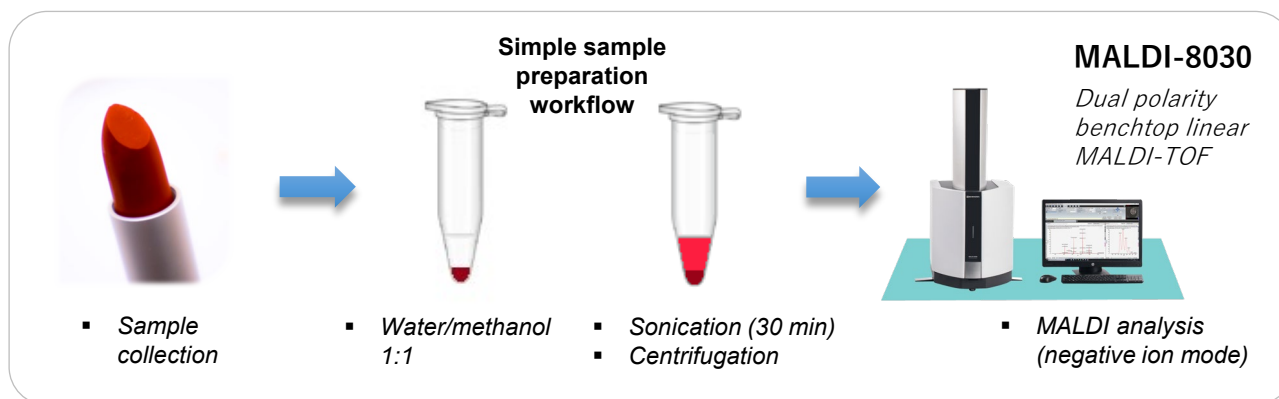 Simple sample
preparation
workflow
MALDI-8030
Dual polarity
benchtop linear
MALDI-TOF
▪ Sample
collection
▪ Water/methanol
1:1
▪ Sonication (30 min)
▪ Centrifugation
▪ MALDI analysis
(negative ion mode)